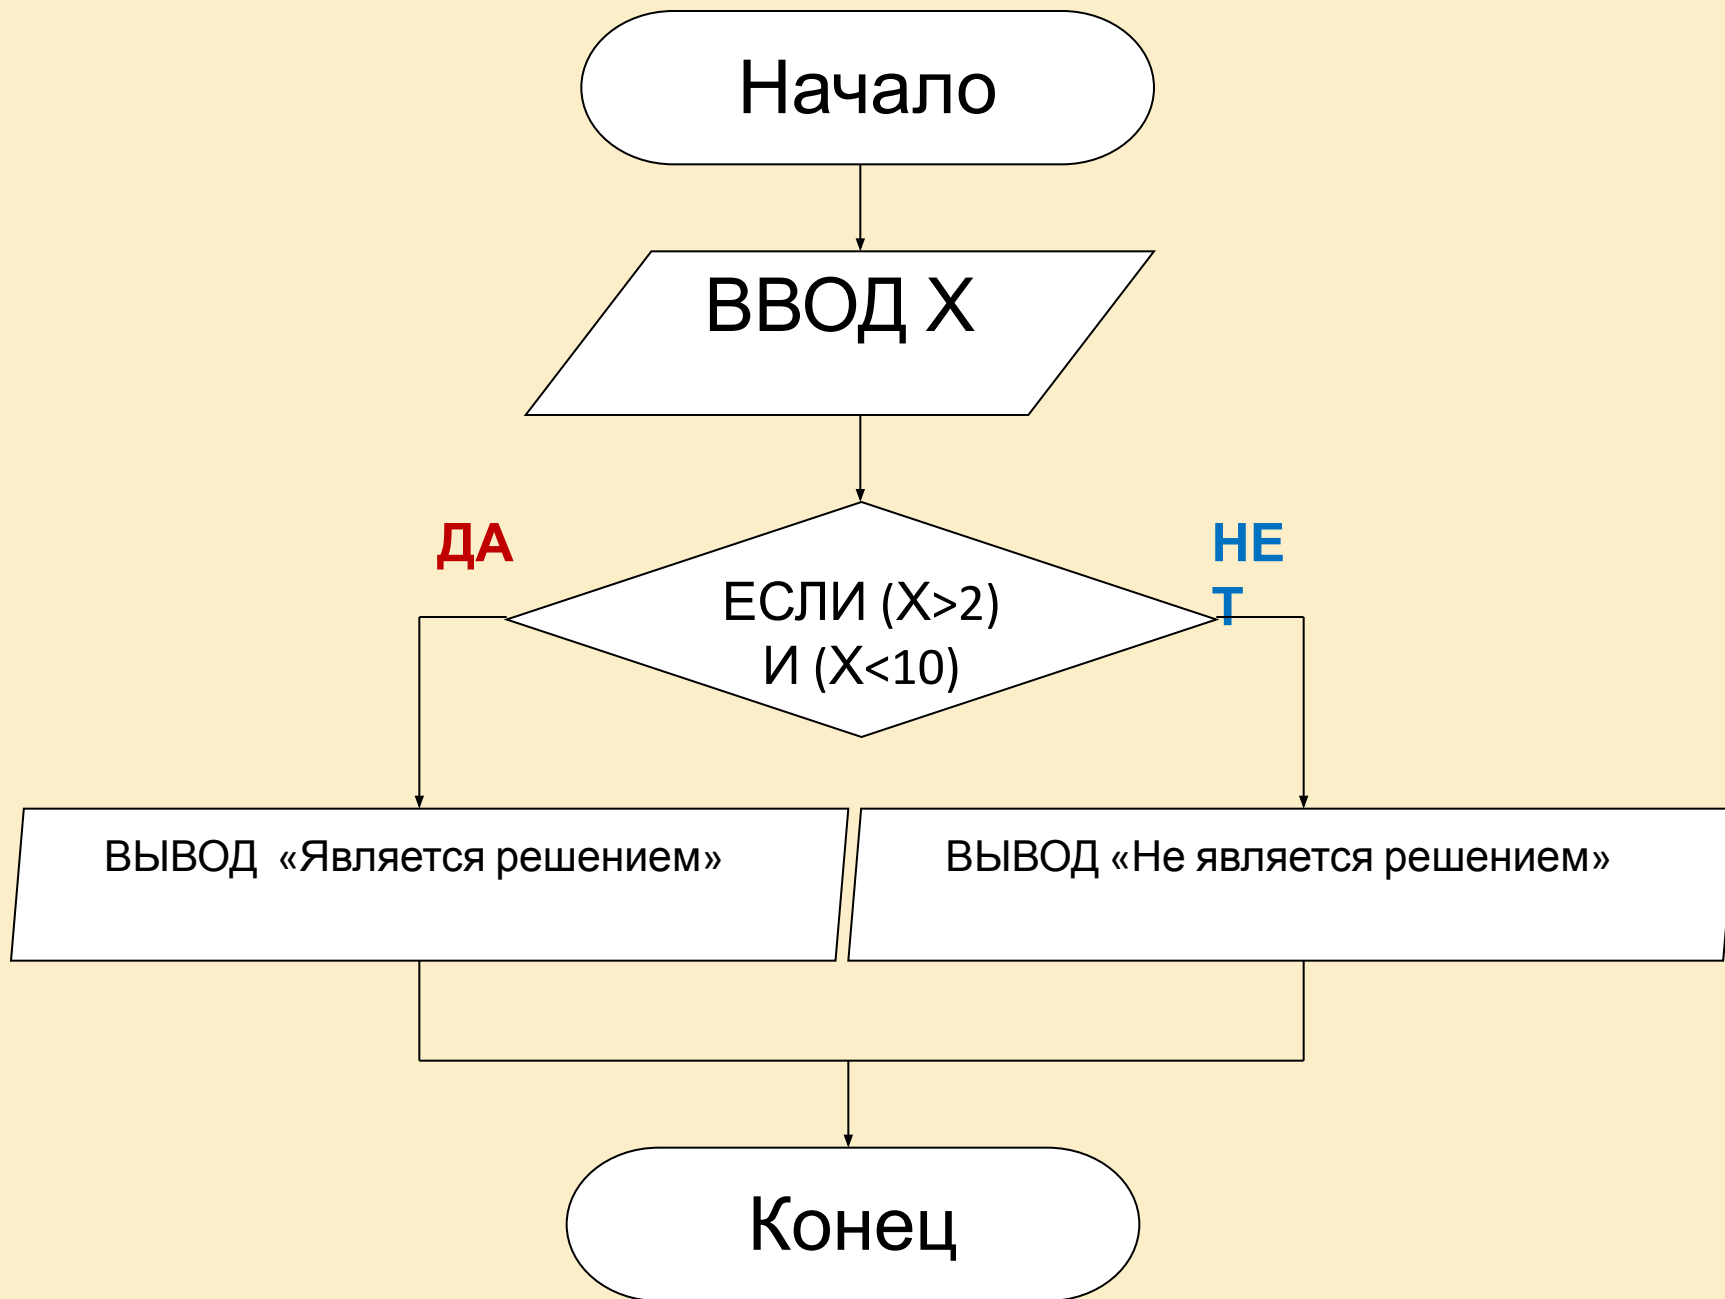 Начало
ВВОД X
ДА
НЕ
Т
ЕСЛИ (X>2)
И (X<10)
ВЫВОД «Является решением»
ВЫВОД «Не является решением»
Конец